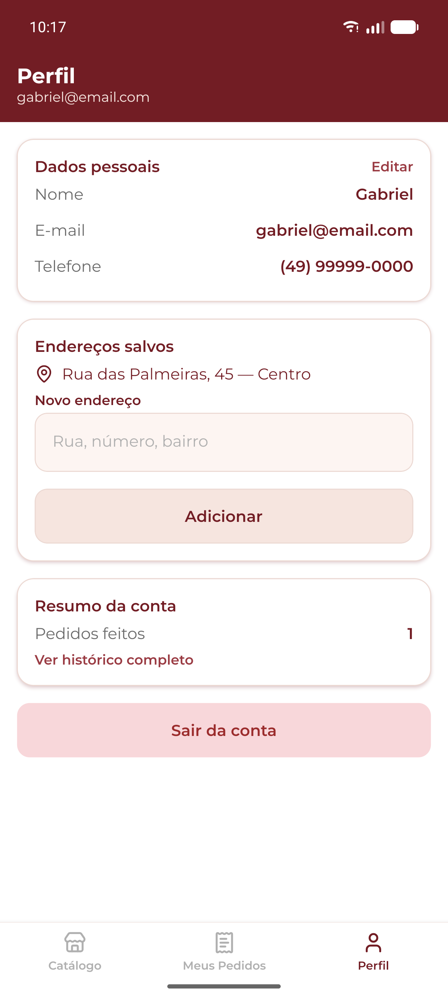 10:17
Perfil
gabriel@email.com
Dados pessoais
Editar
Nome
Gabriel
E-mail
gabriel@email.com
Telefone
(49) 99999-0000
Endereços salvos
Rua das Palmeiras, 45 — Centro
Novo endereço
Rua, número, bairro
Adicionar
Resumo da conta
Pedidos feitos
1
Ver histórico completo
Sair da conta
Catálogo
Meus Pedidos
Perfil